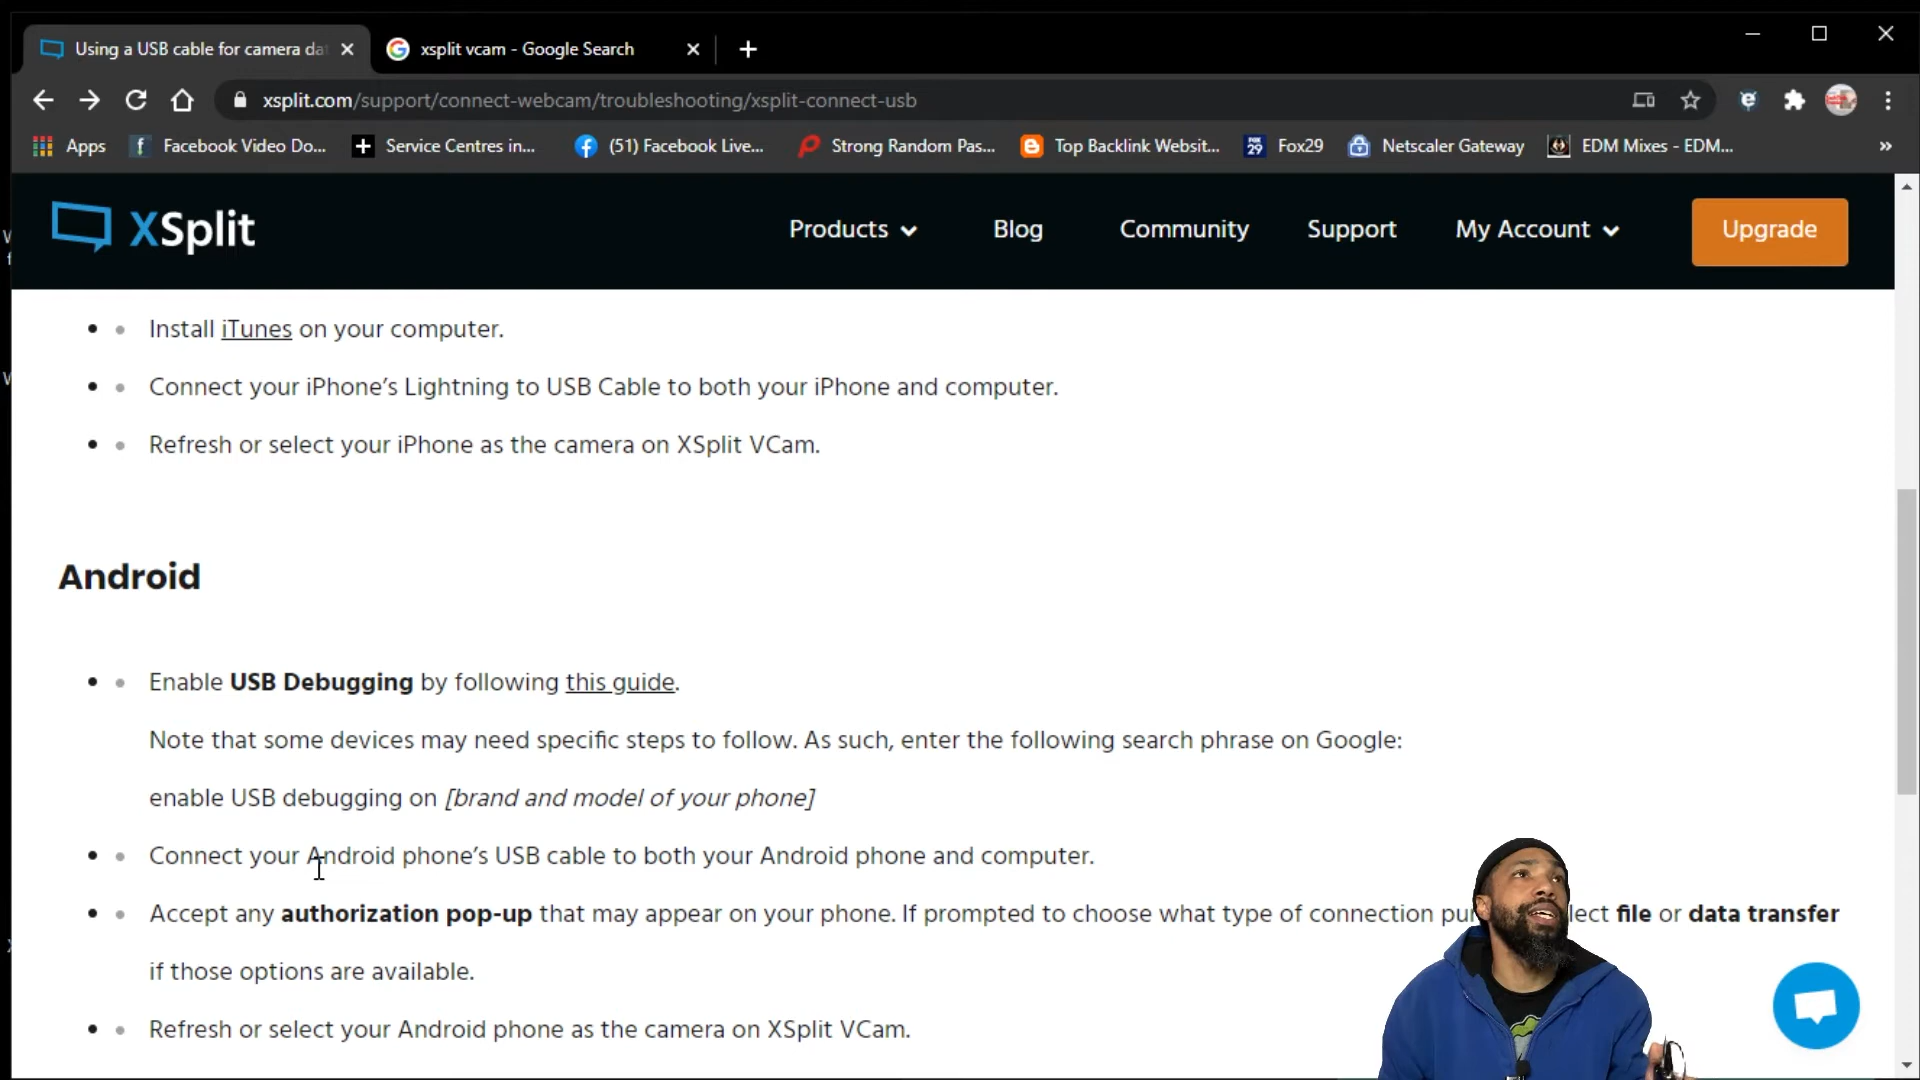 Using a USB cable for camera da
xsplit vcam - Google Search
xsplit.com/support/connect-webcam/troubleshooting/xsplit-connect-usb
Apps
Facebook Video Do...
Service Centres in...
(51) Facebook Live...
Strong Random Pas...
Top Backlink Websit...
Fox29
Netscaler Gateway
EDM Mixes - EDM...
XSplit
Products
Blog
Community
Support
My Account
Upgrade
Install iTunes on your computer.
Connect your iPhone’s Lightning to USB Cable to both your iPhone and computer.
Refresh or select your iPhone as the camera on XSplit VCam.
Android
Enable USB Debugging by following this guide.
Note that some devices may need specific steps to follow. As such, enter the following search phrase on Google:
enable USB debugging on [brand and model of your phone]
Connect your Android phone’s USB cable to both your Android phone and computer.
Accept any authorization pop-up that may appear on your phone. If prompted to choose what type of connection pur lect file or data transfer
if those options are available.
Refresh or select your Android phone as the camera on XSplit VCam.